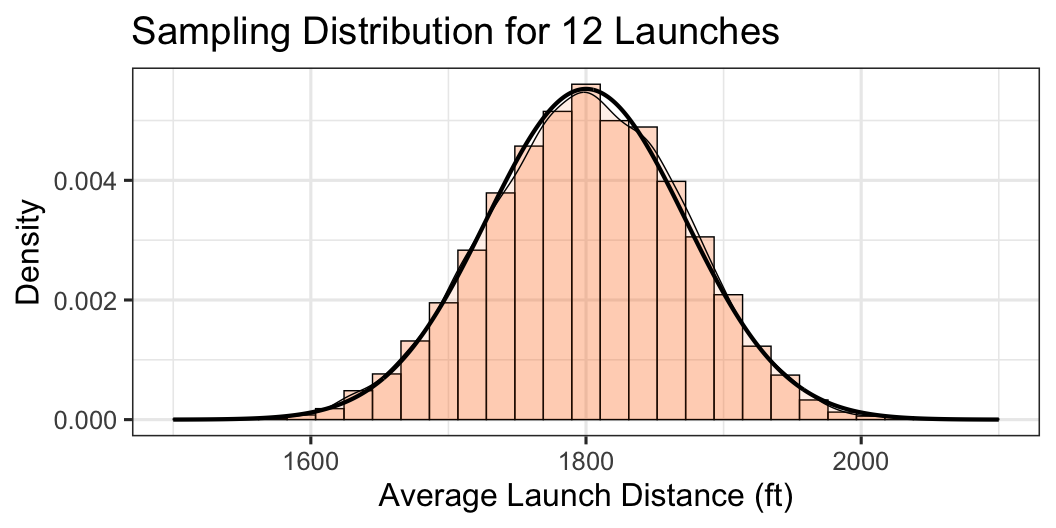 Sampling Distribution for 12 Launches
Density
0.004
0.002
0.000
1600 1800 2000
Average Launch Distance (ft)